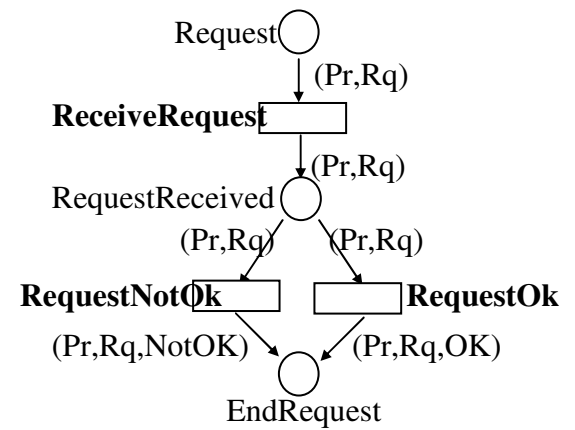 Request
(Pr,Rq)
ReceiveRequest
(Pr,Rq)
RequestReceived
(Pr,Rq) (Pr,Rq)
RequestNotOk RequestOk
(Pr,Rq,NotOK) (Pr,Rq,OK)
EndRequest